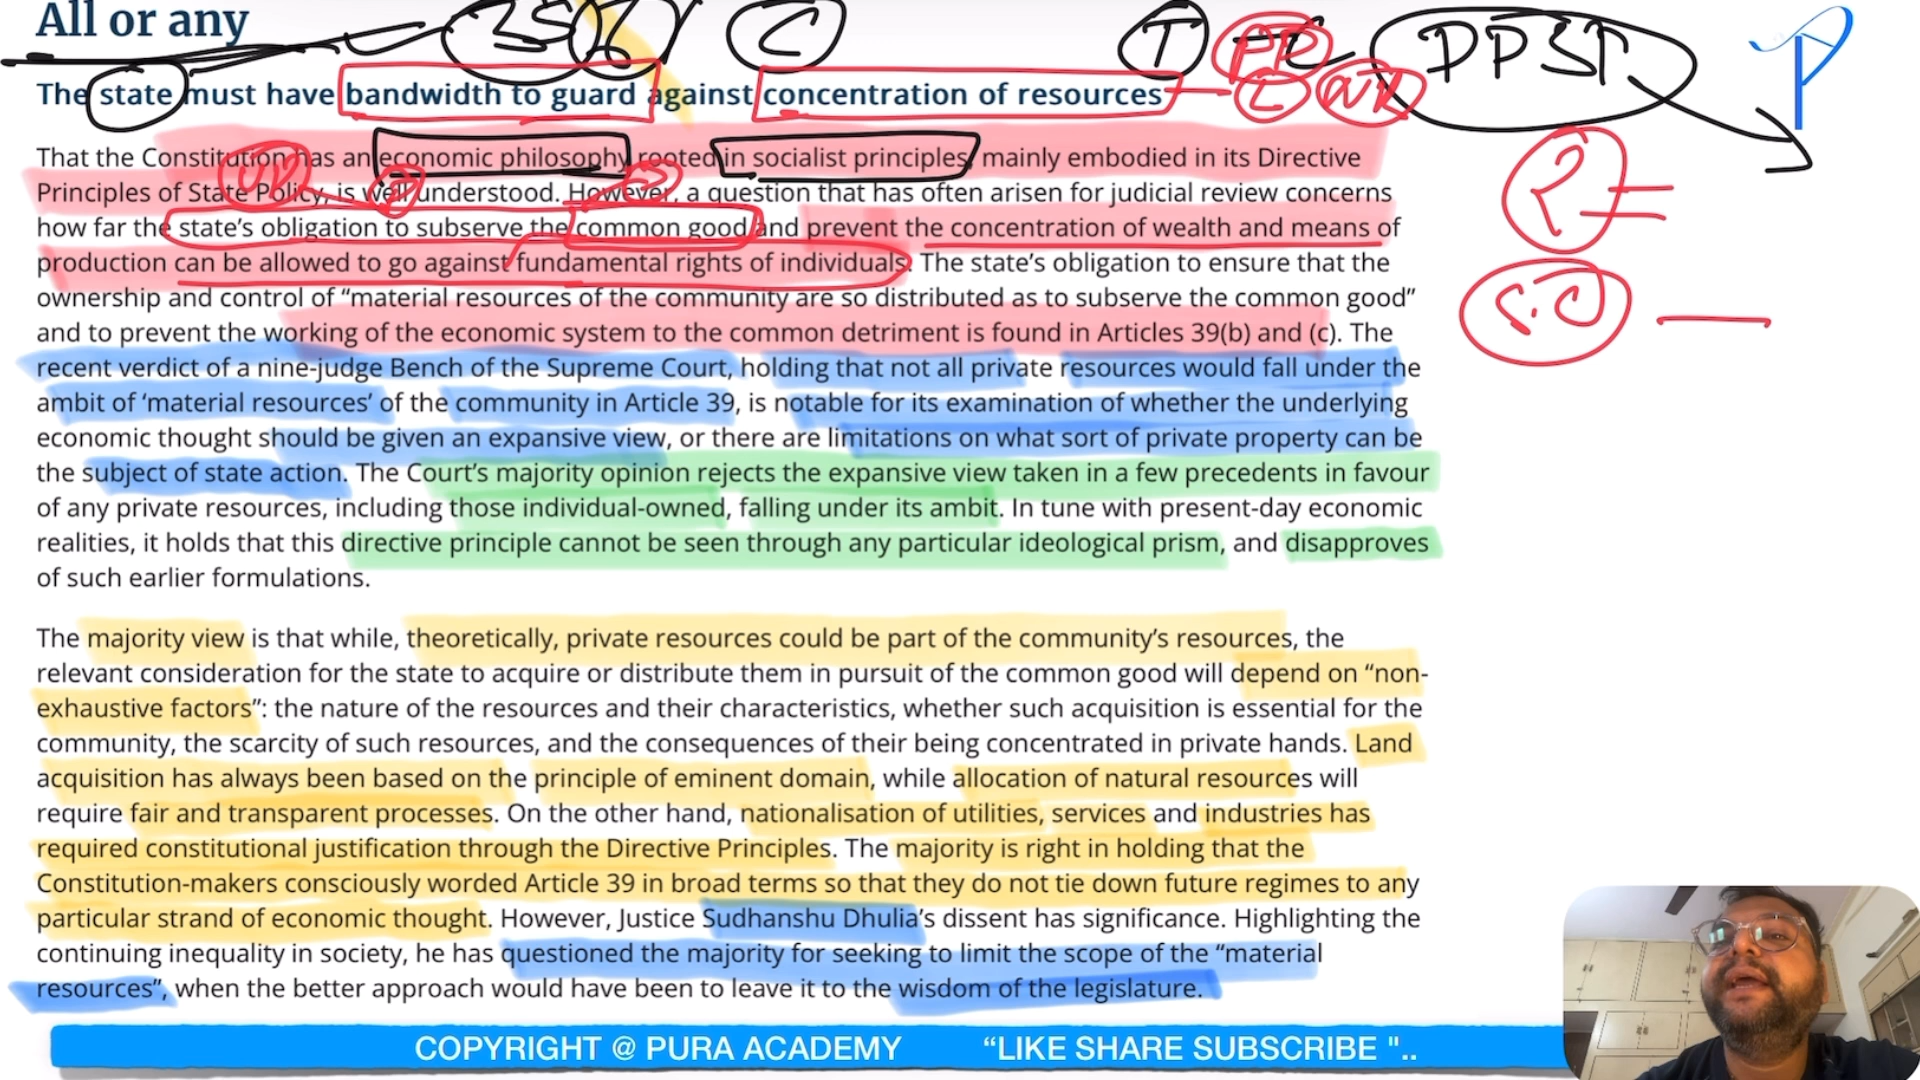 All or any
C
T
DPSP
P
The state must have bandwidth to guard against concentration of resources
That the Constitution has an economic philosophy rooted in socialist principles, mainly embodied in its Directive
Principles of State Policy, is well understood. However, a question that has often arisen for judicial review concerns
how far the state’s obligation to subserve the common good and prevent the concentration of wealth and means of
production can be allowed to go against fundamental rights of individuals. The state’s obligation to ensure that the
ownership and control of “material resources of the community are so distributed as to subserve the common good”
and to prevent the working of the economic system to the common detriment is found in Articles 39(b) and (c). The
recent verdict of a nine-judge Bench of the Supreme Court, holding that not all private resources would fall under the
ambit of ‘material resources’ of the community in Article 39, is notable for its examination of whether the underlying
economic thought should be given an expansive view, or there are limitations on what sort of private property can be
the subject of state action. The Court’s majority opinion rejects the expansive view taken in a few precedents in favour
of any private resources, including those individual-owned, falling under its ambit. In tune with present-day economic
realities, it holds that this directive principle cannot be seen through any particular ideological prism, and disapproves
of such earlier formulations.
The majority view is that while, theoretically, private resources could be part of the community’s resources, the
relevant consideration for the state to acquire or distribute them in pursuit of the common good will depend on “non-
exhaustive factors”: the nature of the resources and their characteristics, whether such acquisition is essential for the
community, the scarcity of such resources, and the consequences of their being concentrated in private hands. Land
acquisition has always been based on the principle of eminent domain, while allocation of natural resources will
require fair and transparent processes. On the other hand, nationalisation of utilities, services and industries has
required constitutional justification through the Directive Principles. The majority is right in holding that the
Constitution-makers consciously worded Article 39 in broad terms so that they do not tie down future regimes to any
particular strand of economic thought. However, Justice Sudhanshu Dhulia’s dissent has significance. Highlighting the
continuing inequality in society, he has questioned the majority for seeking to limit the scope of the “material
resources”, when the better approach would have been to leave it to the wisdom of the legislature.
COPYRIGHT @ PURA ACADEMY “LIKE SHARE SUBSCRIBE "..